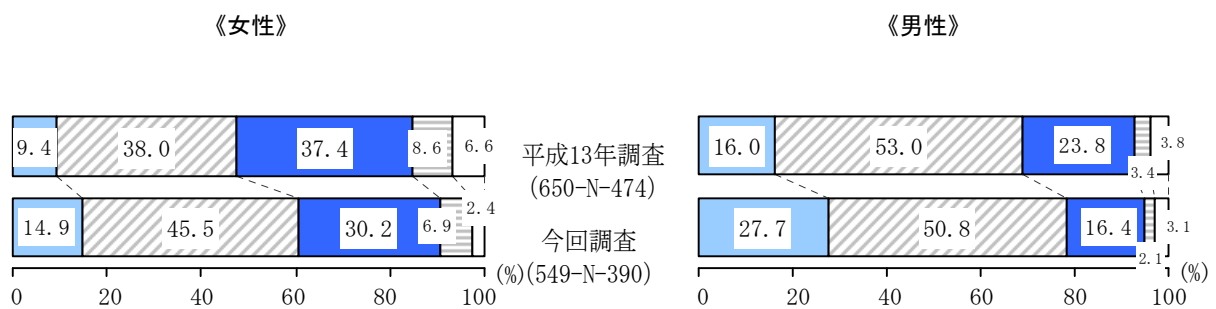 《女性》
《男性》
9.4 38.0 37.4 8.6 6.6
平成13年調査
(650-N-474)
16.0 53.0 23.8 3.4 3.8
14.9 45.5 30.2 6.9 2.4
今回調査
(%)(549-N-390)
27.7 50.8 16.4 2.1 3.1
(%)
0 20 40 60 80 100
0 20 40 60 80 100